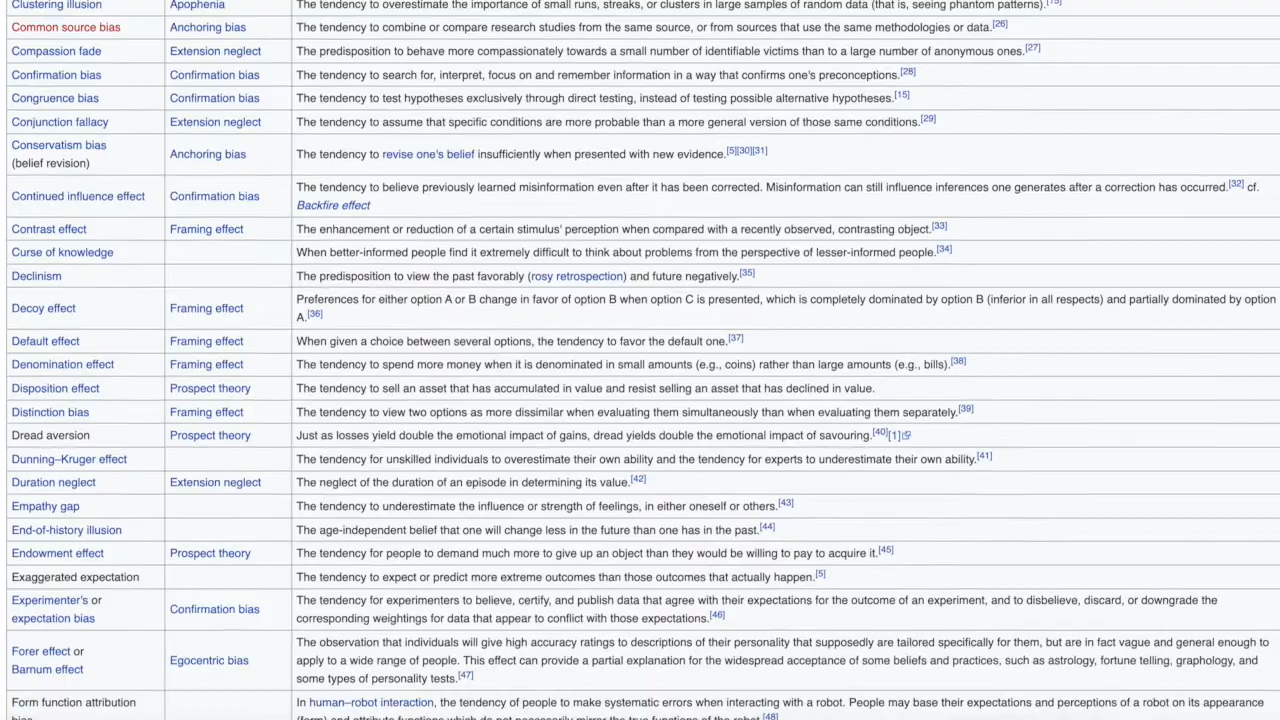 Clustering illusion Apophenia The tendency to overestimate the importance of small runs, streaks, or clusters in large samples of random data (that is, seeing phantom patterns).[15]
Common source bias Anchoring bias The tendency to combine or compare research studies from the same source, or from sources that use the same methodologies or data.[26]
Compassion fade Extension neglect The predisposition to behave more compassionately towards a small number of identifiable victims than to a large number of anonymous ones.[27]
Confirmation bias Confirmation bias The tendency to search for, interpret, focus on and remember information in a way that confirms one's preconceptions.[28]
Congruence bias Confirmation bias The tendency to test hypotheses exclusively through direct testing, instead of testing possible alternative hypotheses.[15]
Conjunction fallacy Extension neglect The tendency to assume that specific conditions are more probable than a more general version of those same conditions.[29]
Conservatism bias
(belief revision) Anchoring bias The tendency to revise one's belief insufficiently when presented with new evidence.[5][30][31]
Continued influence effect Confirmation bias The tendency to believe previously learned misinformation even after it has been corrected. Misinformation can still influence inferences one generates after a correction has occurred.[32] cf.
Backfire effect
Contrast effect Framing effect The enhancement or reduction of a certain stimulus' perception when compared with a recently observed, contrasting object.[33]
Curse of knowledge When better-informed people find it extremely difficult to think about problems from the perspective of lesser-informed people.[34]
Declinism The predisposition to view the past favorably (rosy retrospection) and future negatively.[35]
Decoy effect Framing effect Preferences for either option A or B change in favor of option B when option C is presented, which is completely dominated by option B (inferior in all respects) and partially dominated by option
A.[36]
Default effect Framing effect When given a choice between several options, the tendency to favor the default one.[37]
Denomination effect Framing effect The tendency to spend more money when it is denominated in small amounts (e.g., coins) rather than large amounts (e.g., bills).[38]
Disposition effect Prospect theory The tendency to sell an asset that has accumulated in value and resist selling an asset that has declined in value.
Distinction bias Framing effect The tendency to view two options as more dissimilar when evaluating them simultaneously than when evaluating them separately.[39]
Dread aversion Prospect theory Just as losses yield double the emotional impact of gains, dread yields double the emotional impact of savouring.[40][1]
Dunning–Kruger effect The tendency for unskilled individuals to overestimate their own ability and the tendency for experts to underestimate their own ability.[41]
Duration neglect Extension neglect The neglect of the duration of an episode in determining its value.[42]
Empathy gap The tendency to underestimate the influence or strength of feelings, in either oneself or others.[43]
End-of-history illusion The age-independent belief that one will change less in the future than one has in the past.[44]
Endowment effect Prospect theory The tendency for people to demand much more to give up an object than they would be willing to pay to acquire it.[45]
Exaggerated expectation The tendency to expect or predict more extreme outcomes than those outcomes that actually happen.[5]
Experimenter's or
expectation bias Confirmation bias The tendency for experimenters to believe, certify, and publish data that agree with their expectations for the outcome of an experiment, and to disbelieve, discard, or downgrade the
corresponding weightings for data that appear to conflict with those expectations.[46]
Forer effect or
Barnum effect Egocentric bias The observation that individuals will give high accuracy ratings to descriptions of their personality that supposedly are tailored specifically for them, but are in fact vague and general enough to
apply to a wide range of people. This effect can provide a partial explanation for the widespread acceptance of some beliefs and practices, such as astrology, fortune telling, graphology, and
some types of personality tests.[47]
Form function attribution In human–robot interaction, the tendency of people to make systematic errors when interacting with a robot. People may base their expectations and perceptions of a robot on its appearance
bias (form) and attribute functions which do not necessarily mirror the true functions of the robot.[48]